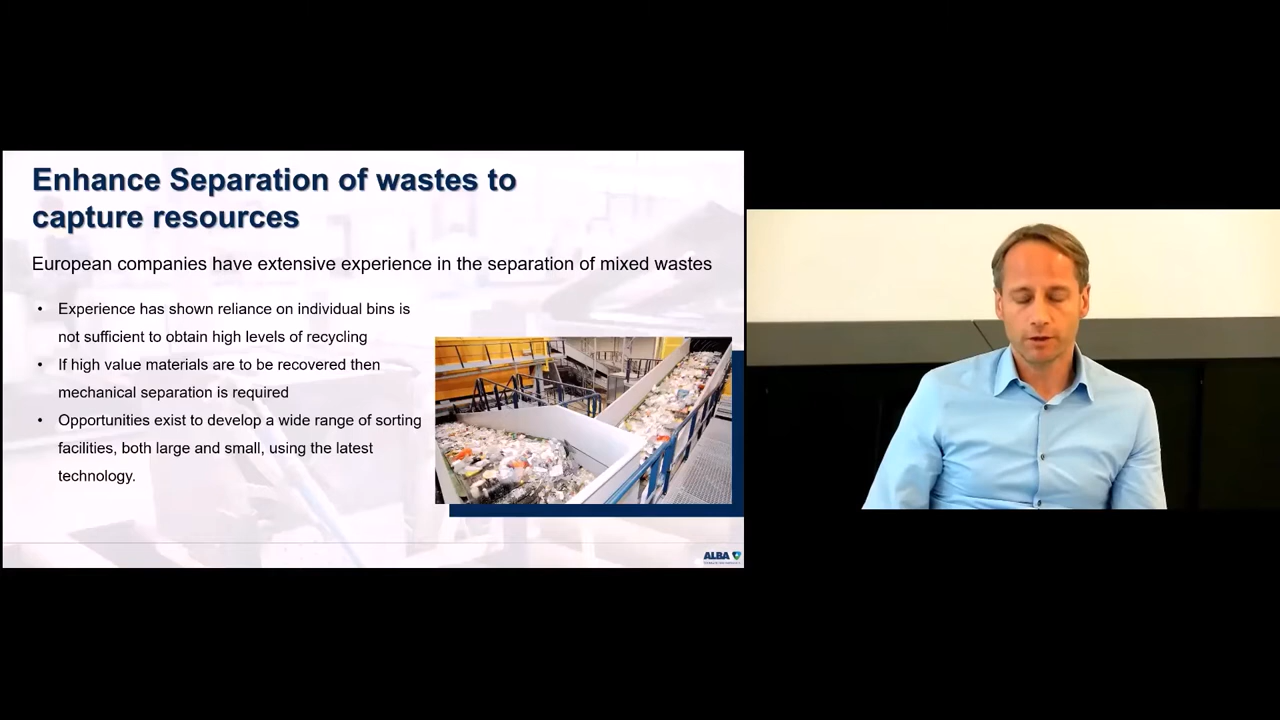 Enhance Separation of wastes to
capture resources
European companies have extensive experience in the separation of mixed wastes
• Experience has shown reliance on individual bins is
not sufficient to obtain high levels of recycling
• If high value materials are to be recovered then
mechanical separation is required
• Opportunities exist to develop a wide range of sorting
facilities, both large and small, using the latest
technology.
ALBA